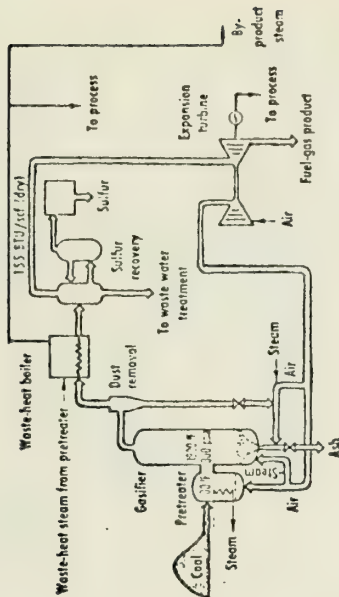 By-
product
steam
To process
Expansion
turbine
To process
Fuel-gas product
Air
155 BTU/scf (dry)
Sulfur
Sulfur
recovery
To waste water
treatment
Waste-heat boiler
Waste-heat steam from pretreater
Dust
removal
Steam
Air
Gasifier
Pretreater
Steam
Ash
Coal
Steam
Air